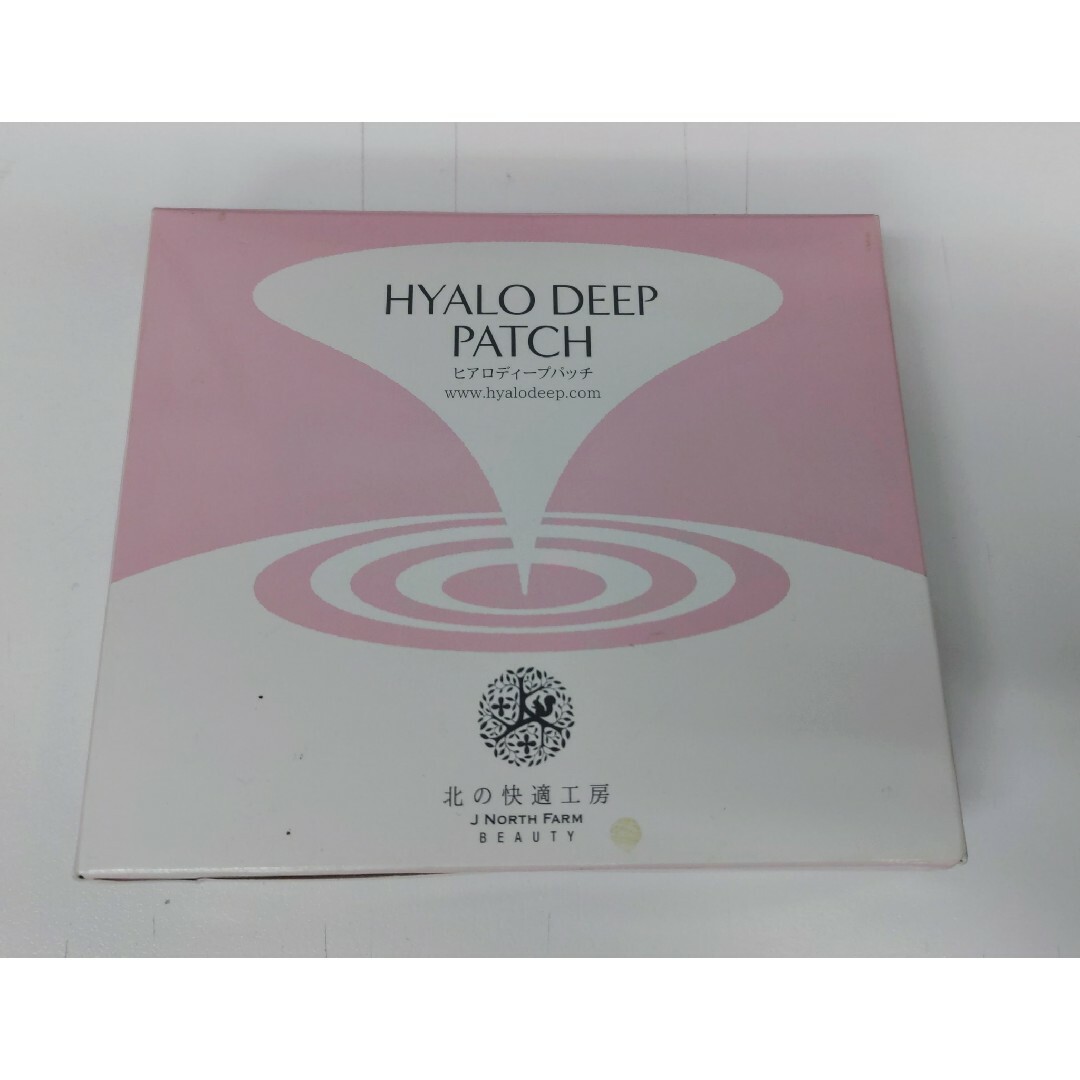 HYALO DEEP
PATCH
ヒアロディープパッチ
www.hyalodeep.com
北の快適工房
J NORTH FARM
BEAUTY